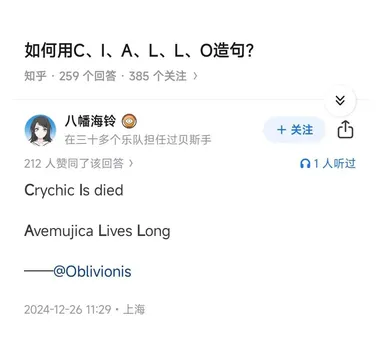 如何用C、I、A、L、L、O造句?
知乎 · 259 个回答 · 385 个关注 >
八幡海铃
+ 关注
在三十多个乐队担任过贝斯手
212 人赞同了该回答 >
1 人听过
Crychic Is died
Avemujica Lives Long
——@Oblivionis
2024-12-26 11:29 · 上海